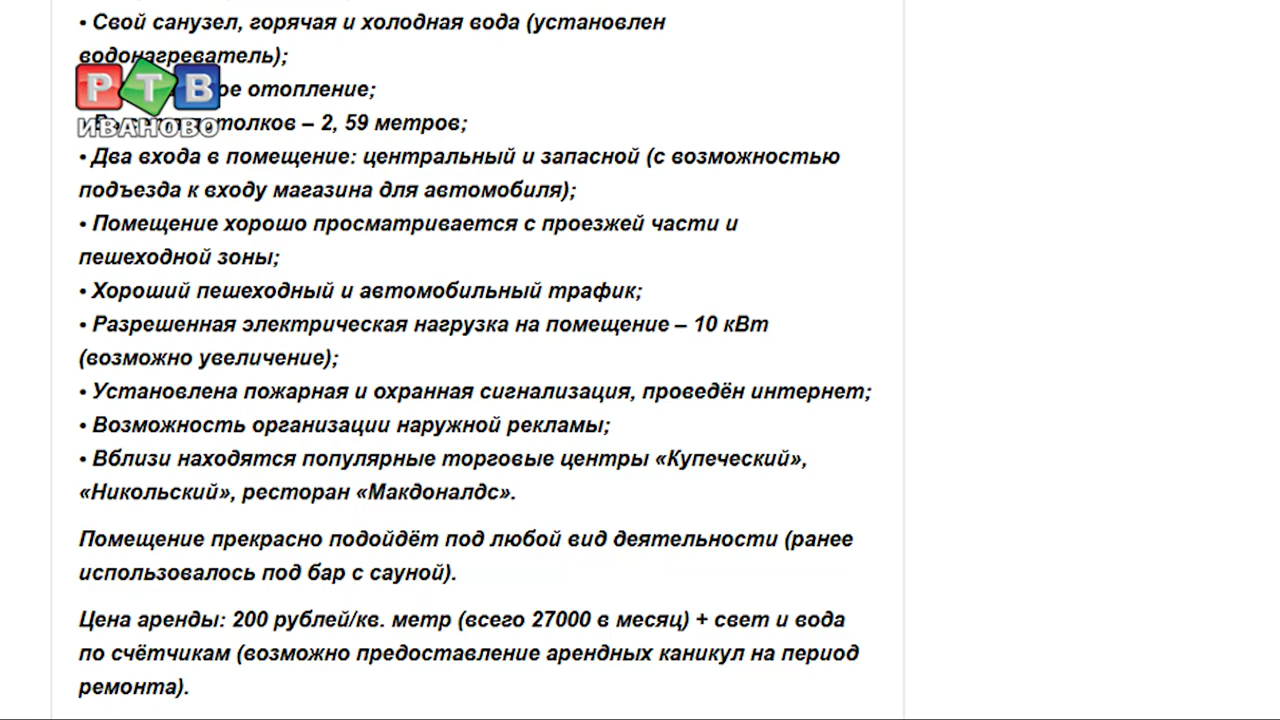 • Свой санузел, горячая и холодная вода (установлен
водонагреватель);
РТВ
ое отопление;
ИВАНОВО
толков – 2, 59 метров;
• Два входа в помещение: центральный и запасной (с возможностью
подъезда к входу магазина для автомобиля);
• Помещение хорошо просматривается с проезжей части и
пешеходной зоны;
• Хороший пешеходный и автомобильный трафик;
• Разрешенная электрическая нагрузка на помещение – 10 кВт
(возможно увеличение);
• Установлена пожарная и охранная сигнализация, проведён интернет;
• Возможность организации наружной рекламы;
• Вблизи находятся популярные торговые центры «Купеческий»,
«Никольский», ресторан «Макдоналдс».
Помещение прекрасно подойдёт под любой вид деятельности (ранее
использовалось под бар с сауной).
Цена аренды: 200 рублей/кв. метр (всего 27000 в месяц) + свет и вода
по счётчикам (возможно предоставление арендных каникул на период
ремонта).